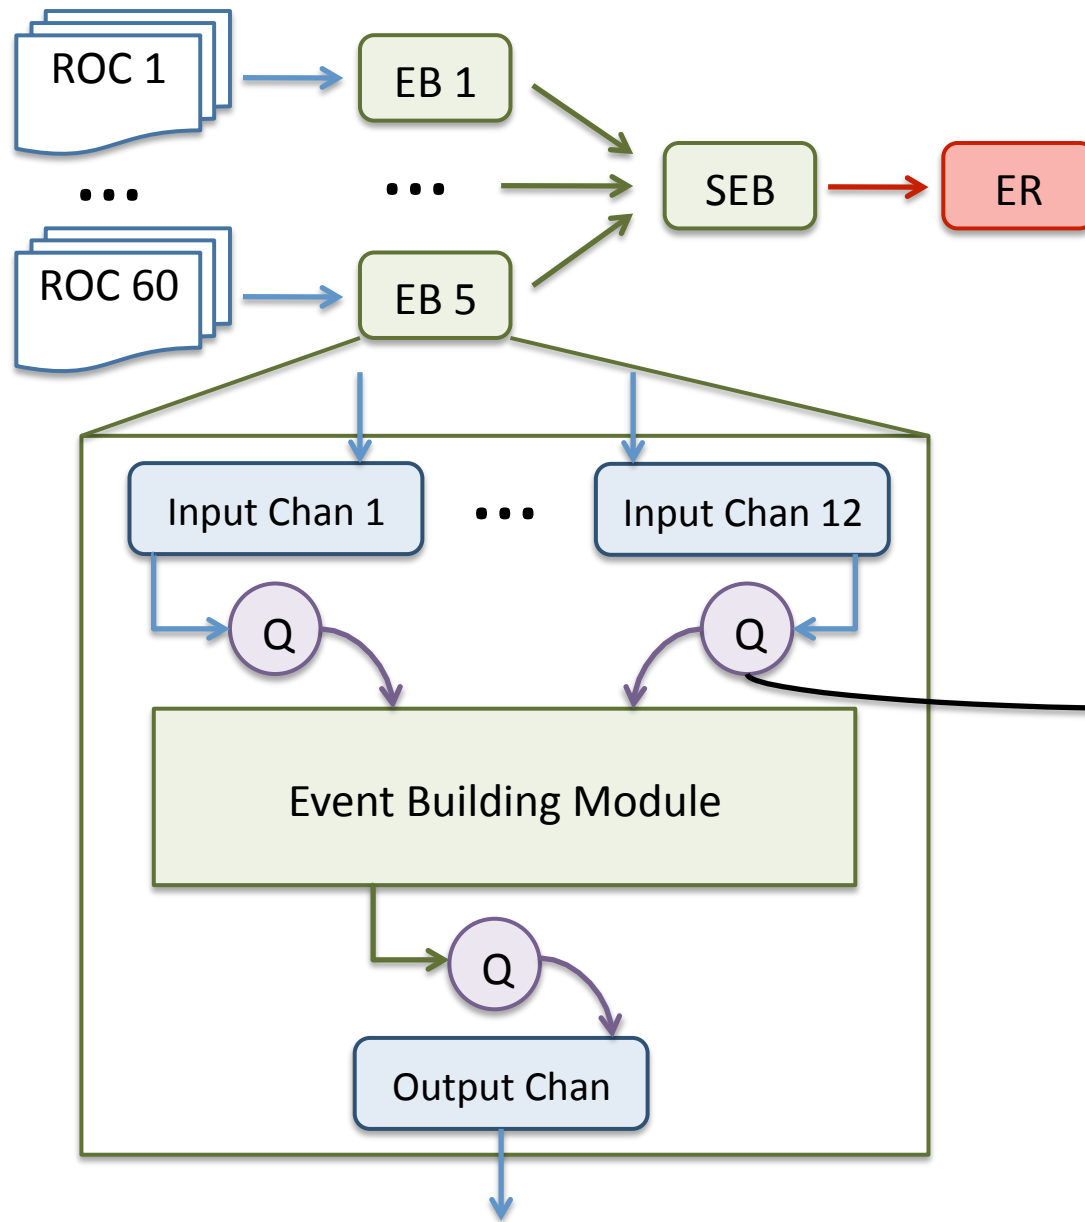 ROC 1
EB 1
...
...
SEB
ER
ROC 60
EB 5
Input Chan 1
...
Input Chan 12
Q
Q
Event Building Module
Q
Output Chan